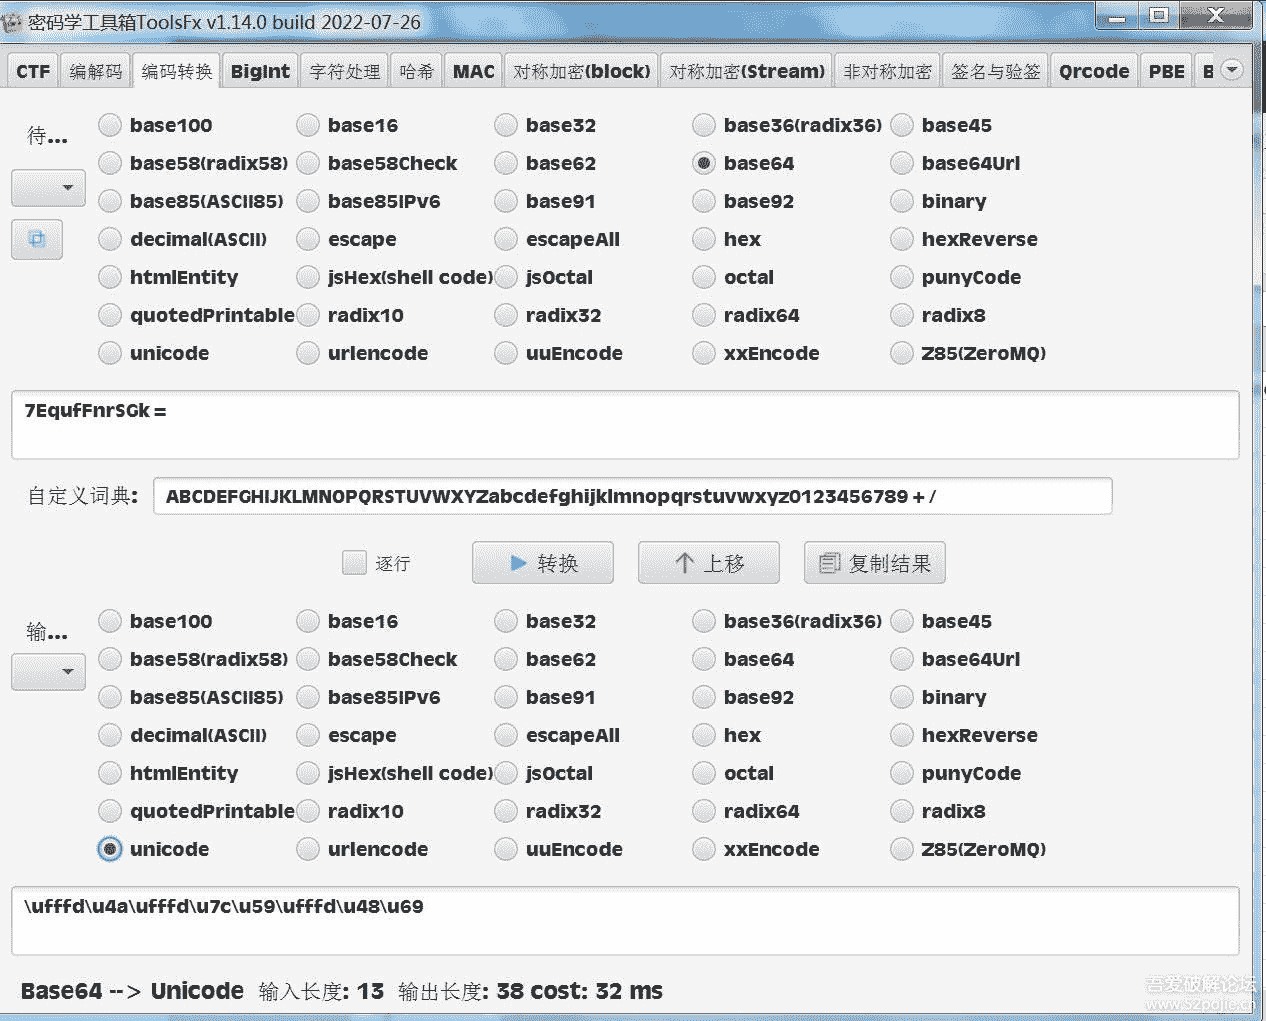 密码学工具箱ToolsFx v1.14.0 build 2022-07-26
CTF 编解码 编码转换 BigInt 字符处理 哈希 MAC 对称加密(block) 对称加密(Stream) 非对称加密 签名与验签 Qrcode PBE B
待...
base100 base16 base32 base36(radix36) base45
base58(radix58) base58Check base62 base64 base64Url
base85(ASCII85) base85IPv6 base91 base92 binary
decimal(ASCII) escape escapeAll hex hexReverse
htmlEntity jsHex(shell code) jsOctal octal punyCode
quotedPrintable radix10 radix32 radix64 radix8
unicode urlencode uuEncode xxEncode Z85(ZeroMQ)
7EqufFnrSGk=
自定义词典: ABCDEFGHIJKLMNOPQRSTUVWXYZabcdefghijklmnopqrstuvwxyz0123456789+/
逐行 转换 上移 复制结果
输...
base100 base16 base32 base36(radix36) base45
base58(radix58) base58Check base62 base64 base64Url
base85(ASCII85) base85IPv6 base91 base92 binary
decimal(ASCII) escape escapeAll hex hexReverse
htmlEntity jsHex(shell code) jsOctal octal punyCode
quotedPrintable radix10 radix32 radix64 radix8
unicode urlencode uuEncode xxEncode Z85(ZeroMQ)
\ufffd\u4a\ufffd\u7c\u59\ufffd\u48\u69
Base64 --> Unicode 输入长度: 13 输出长度: 38 cost: 32 ms
吾爱破解论坛
www.52pojie.cn